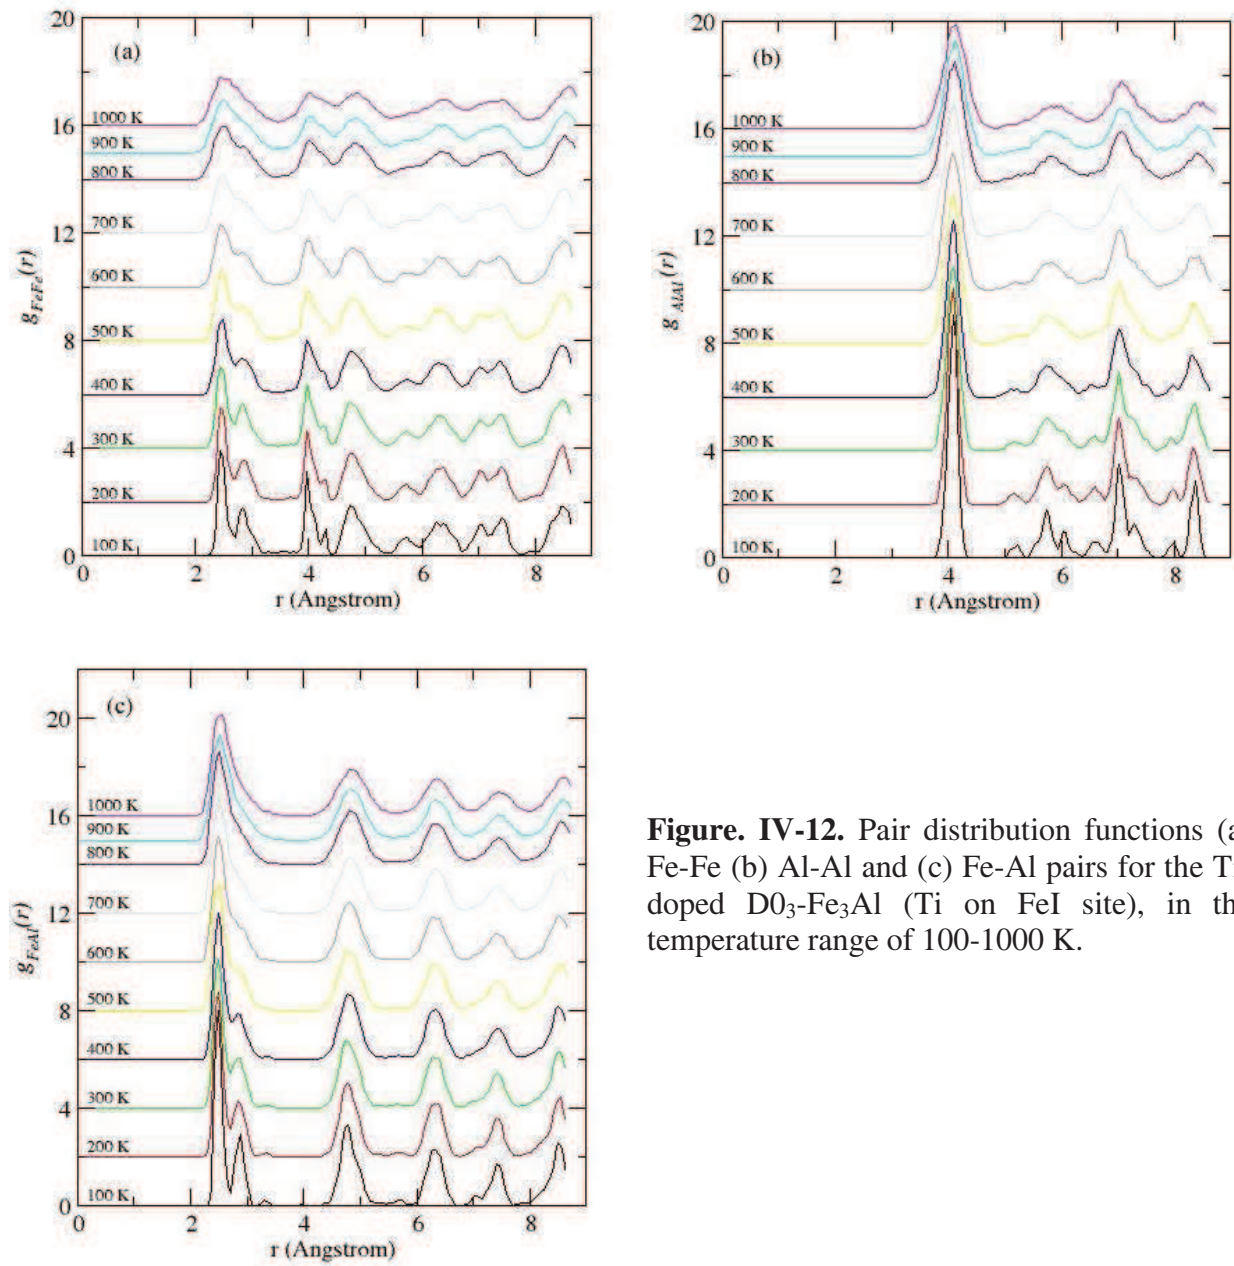 20
(a)
16
12
8
4
0
1000 K
900 K
800 K
700 K
600 K
500 K
400 K
300 K
200 K
100 K
g FeFe(r)
0 2 4 6 8
r (Angstrom)
20
(b)
16
12
8
4
0
1000 K
900 K
800 K
700 K
600 K
500 K
400 K
300 K
200 K
100 K
g AlAl(r)
0 2 4 6 8
r (Angstrom)
(c)
20
16
12
8
4
0
1000 K
900 K
800 K
700 K
600 K
500 K
400 K
300 K
200 K
100 K
g FeAl(r)
0 2 4 6 8
r (Angstrom)
Figure. IV-12. Pair distribution functions (a
Fe-Fe (b) Al-Al and (c) Fe-Al pairs for the Ti
doped D0₃-Fe₃Al (Ti on FeI site), in th
temperature range of 100-1000 K.